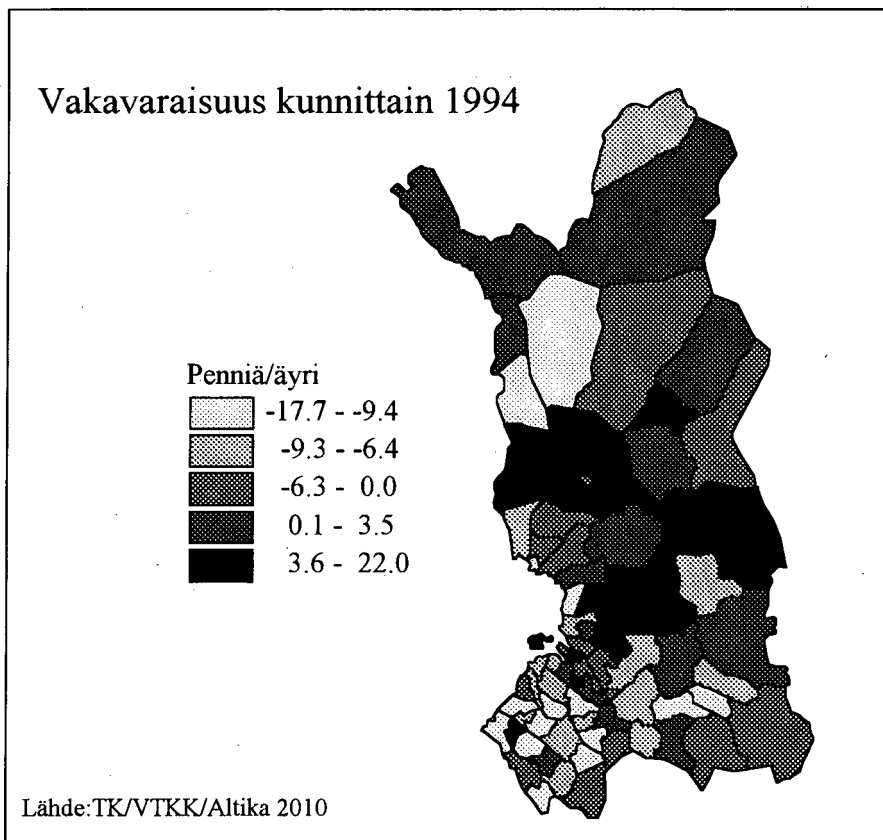 Vakavaraisuus kunnittain 1994
Penniä/äyri
-17.7 - -9.4
-9.3 - -6.4
-6.3 - 0.0
0.1 - 3.5
3.6 - 22.0
Lähde:TK/VTKK/Altika 2010